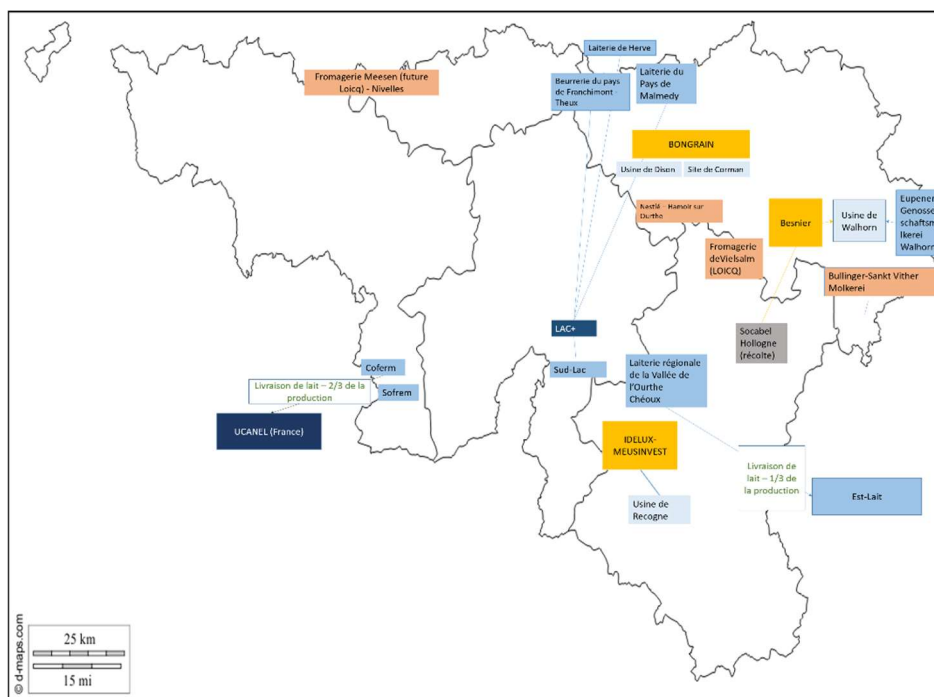 Laiterie de Herve
Fromagerie Meesen (future
Loicq) - Nivelles
Beurrerie du pays
de Franchimont -
Theux
Laiterie du
Pays de
Malmedy
BONGRAIN
Usine de Dison
Site de Corman
Nestlé – Hamoir sur
Durthe
Fromagerie
deVielsalm
(LOICQ)
Besnier
Usine de
Walhorn
Eupener
Genosse
schaftsm
lkerei
Walhorn
Bullinger-Sankt Vither
Molkerei
Socabel
Hollogne
(récolte)
LAC+
Sud-Lac
Laiterie régionale
de la Vallée de
l'Ourthe
Chéoux
Coferm
Livraison de lait – 2/3 de la
production
Sofrem
UCANEL (France)
IDELUX-
MEUSINVEST
Usine de
Recogne
Livraison de
lait – 1/3 de
la production
Est-Lait
25 km
15 mi
© d-maps.com